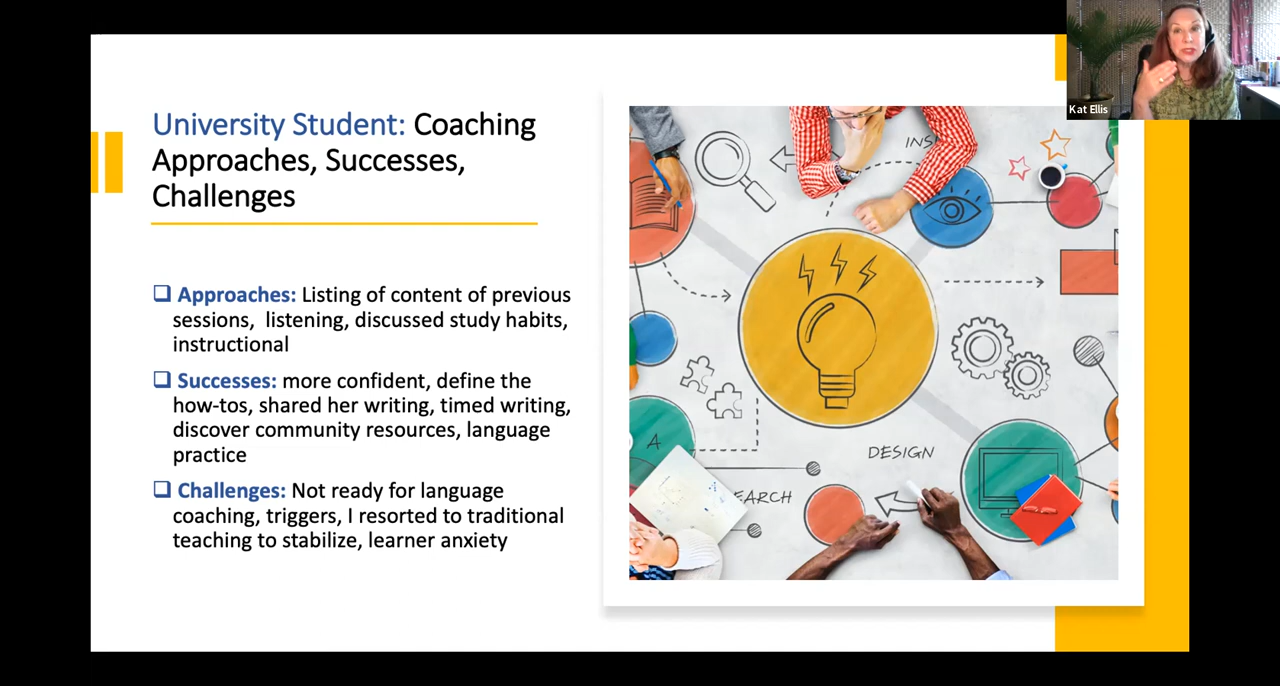 Kat Ellis
University Student: Coaching
Approaches, Successes,
Challenges
Approaches: Listing of content of previous
sessions, listening, discussed study habits,
instructional
Successes: more confident, define the
how-tos, shared her writing, timed writing,
discover community resources, language
practice
Challenges: Not ready for language
coaching, triggers, I resorted to traditional
teaching to stabilize, learner anxiety
INS
A
DESIGN
EARCH